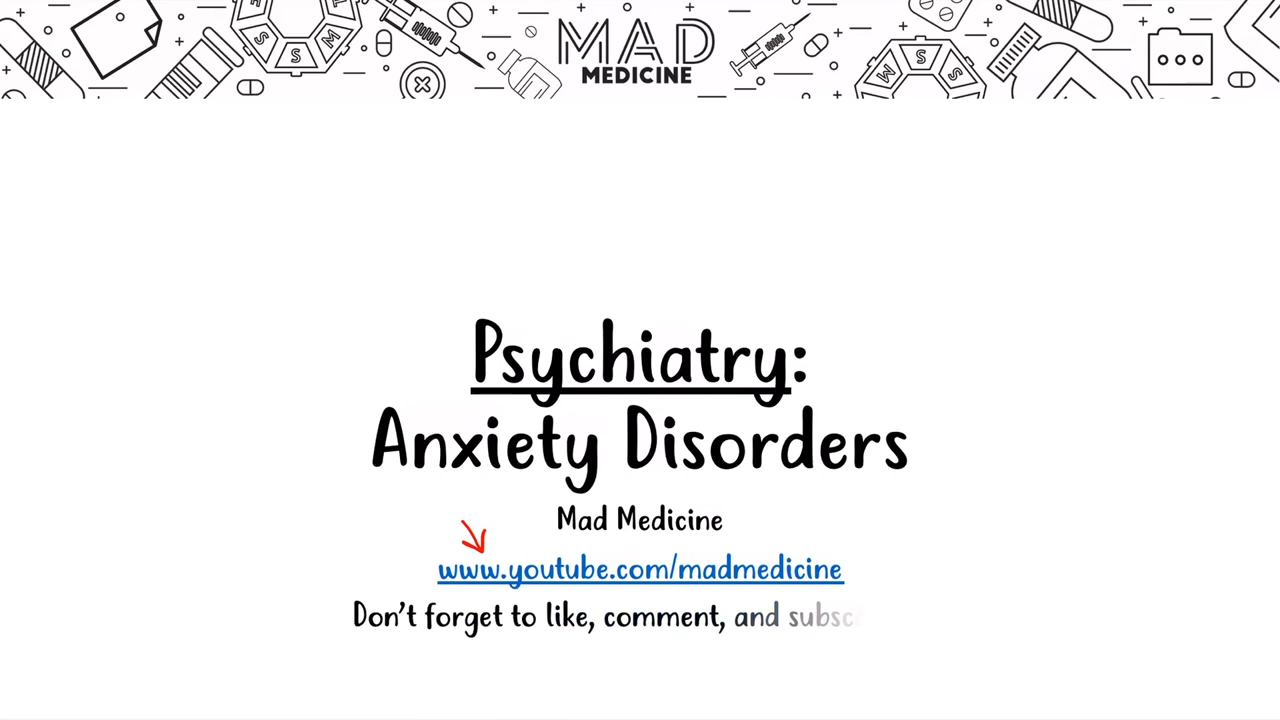 MAD
MEDICINE
Psychiatry:
Anxiety Disorders
Mad Medicine
www.youtube.com/madmedicine
Don't forget to like, comment, and